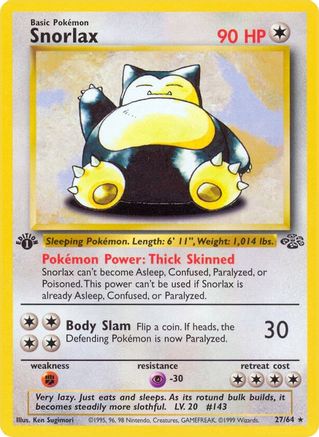 Basic Pokémon
Snorlax 90 HP
EDITION
1
Sleeping Pokémon. Length: 6' 11", Weight: 1,014 lbs.
Pokémon Power: Thick Skinned
Snorlax can't become Asleep, Confused, Paralyzed, or
Poisoned. This power can't be used if Snorlax is
already Asleep, Confused, or Paralyzed.
Body Slam Flip a coin. If heads, the
Defending Pokémon is now Paralyzed.
30
weakness resistance retreat cost
-30
Very lazy. Just eats and sleeps. As its rotund bulk builds, it
becomes steadily more slothful. LV. 20 #143
Illus. Ken Sugimori ©1995, 96, 98 Nintendo, Creatures, GAMEFREAK. ©1999 Wizards. 27/64 ★